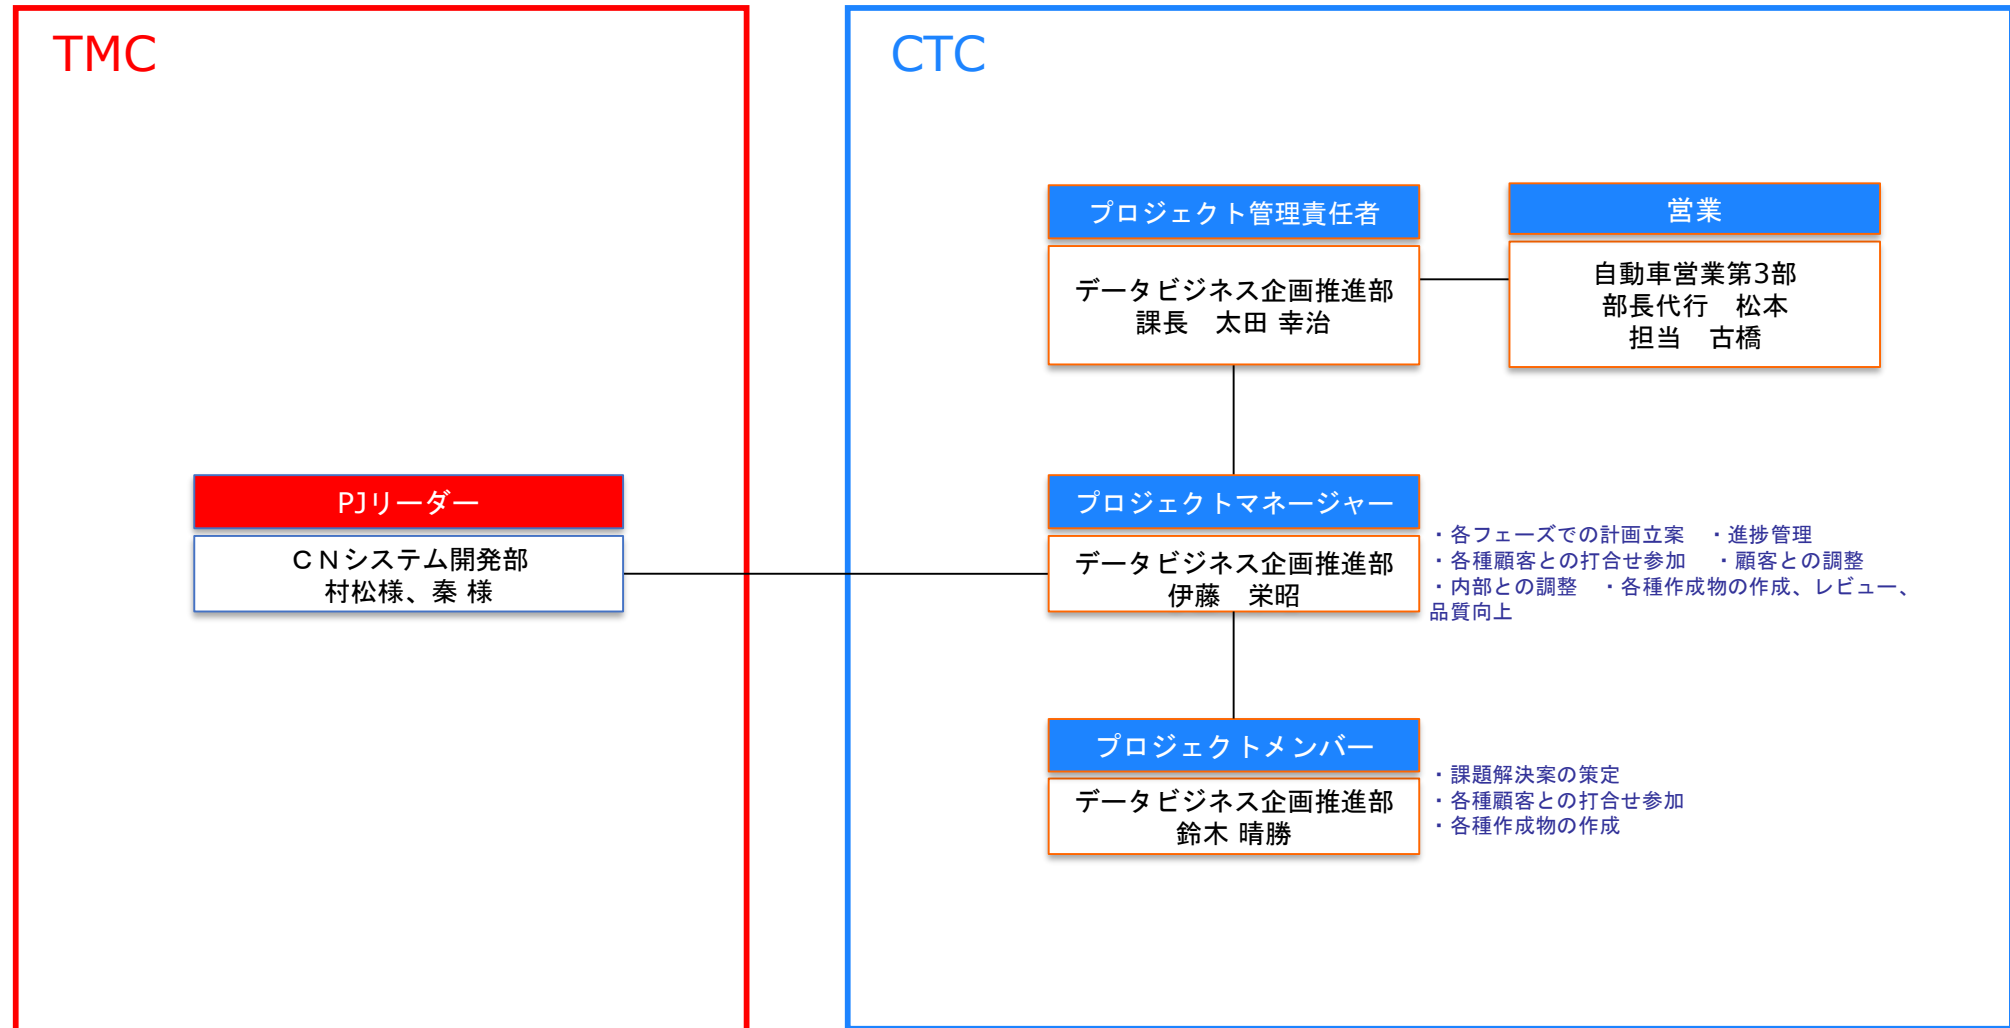 TMC
CTC
プロジェクト管理責任者
データビジネス企画推進部
課長　太田 幸治
営業
自動車営業第3部
部長代行　松本
担当　古橋
PJリーダー
ＣＮシステム開発部
村松様、秦 様
プロジェクトマネージャー
データビジネス企画推進部
伊藤　栄昭
・各フェーズでの計画立案　・進捗管理
・各種顧客との打合せ参加　・顧客との調整
・内部との調整　・各種作成物の作成、レビュー、
品質向上
プロジェクトメンバー
データビジネス企画推進部
鈴木 晴勝
・課題解決案の策定
・各種顧客との打合せ参加
・各種作成物の作成